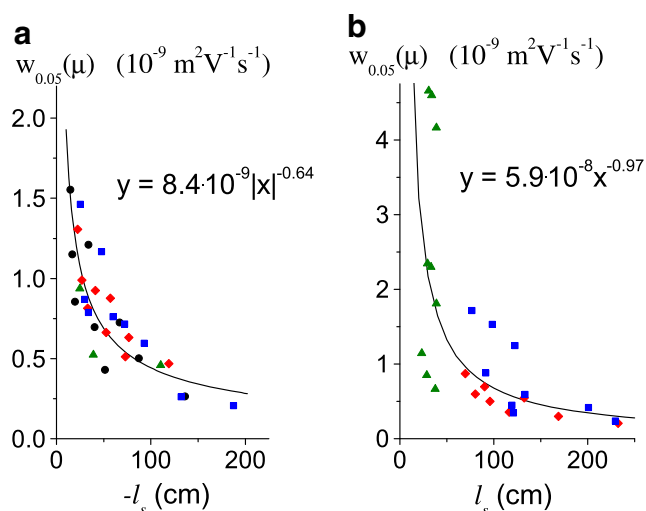 a
w₀.₀₅(μ) (10⁻⁹ m²V⁻¹s⁻¹)
2.0
1.5
1.0
0.5
0.0
y = 8.4·10⁻⁹|x|⁻⁰·⁶⁴
0 100 200
-lₛ (cm)
b
w₀.₀₅(μ) (10⁻⁹ m²V⁻¹s⁻¹)
4
3
2
1
0
y = 5.9·10⁻⁸x⁻⁰·⁹⁷
0 100 200
lₛ (cm)